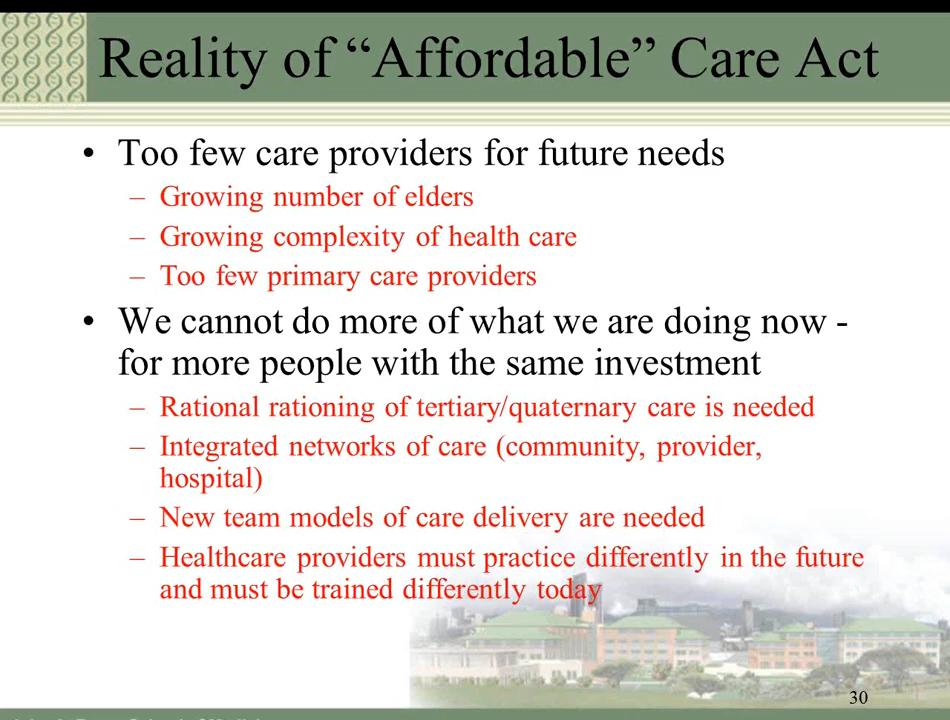 Reality of “Affordable” Care Act
• Too few care providers for future needs
– Growing number of elders
– Growing complexity of health care
– Too few primary care providers
• We cannot do more of what we are doing now -
for more people with the same investment
– Rational rationing of tertiary/quaternary care is needed
– Integrated networks of care (community, provider,
hospital)
– New team models of care delivery are needed
– Healthcare providers must practice differently in the future
and must be trained differently today
30